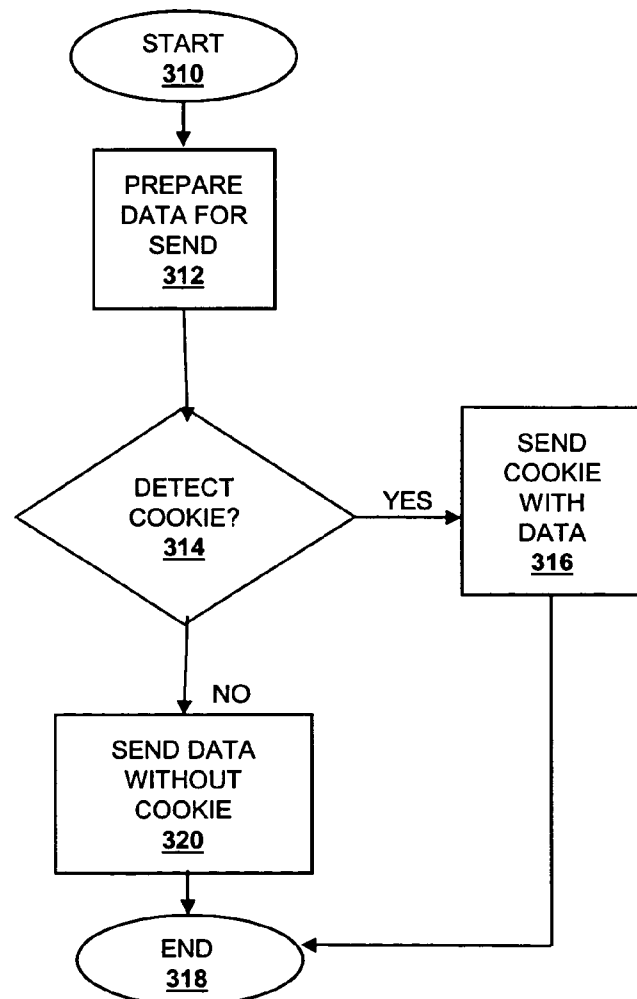 START
310
PREPARE
DATA FOR
SEND
312
DETECT
COOKIE?
314
YES
SEND
COOKIE
WITH
DATA
316
NO
SEND DATA
WITHOUT
COOKIE
320
END
318